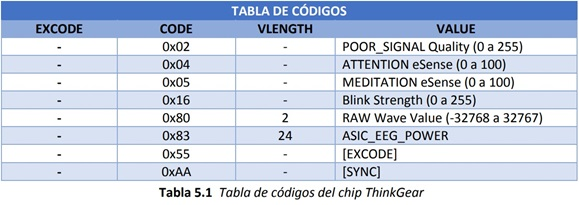 TABLA DE CÓDIGOS
EXCODE CODE VLENGTH VALUE
- 0x02 - POOR_SIGNAL Quality (0 a 255)
- 0x04 - ATTENTION eSense (0 a 100)
- 0x05 - MEDITATION eSense (0 a 100)
- 0x16 - Blink Strength (0 a 255)
- 0x80 2 RAW Wave Value (-32768 a 32767)
- 0x83 24 ASIC_EEG_POWER
- 0x55 - [EXCODE]
- 0xAA - [SYNC]
Tabla 5.1 Tabla de códigos del chip ThinkGear